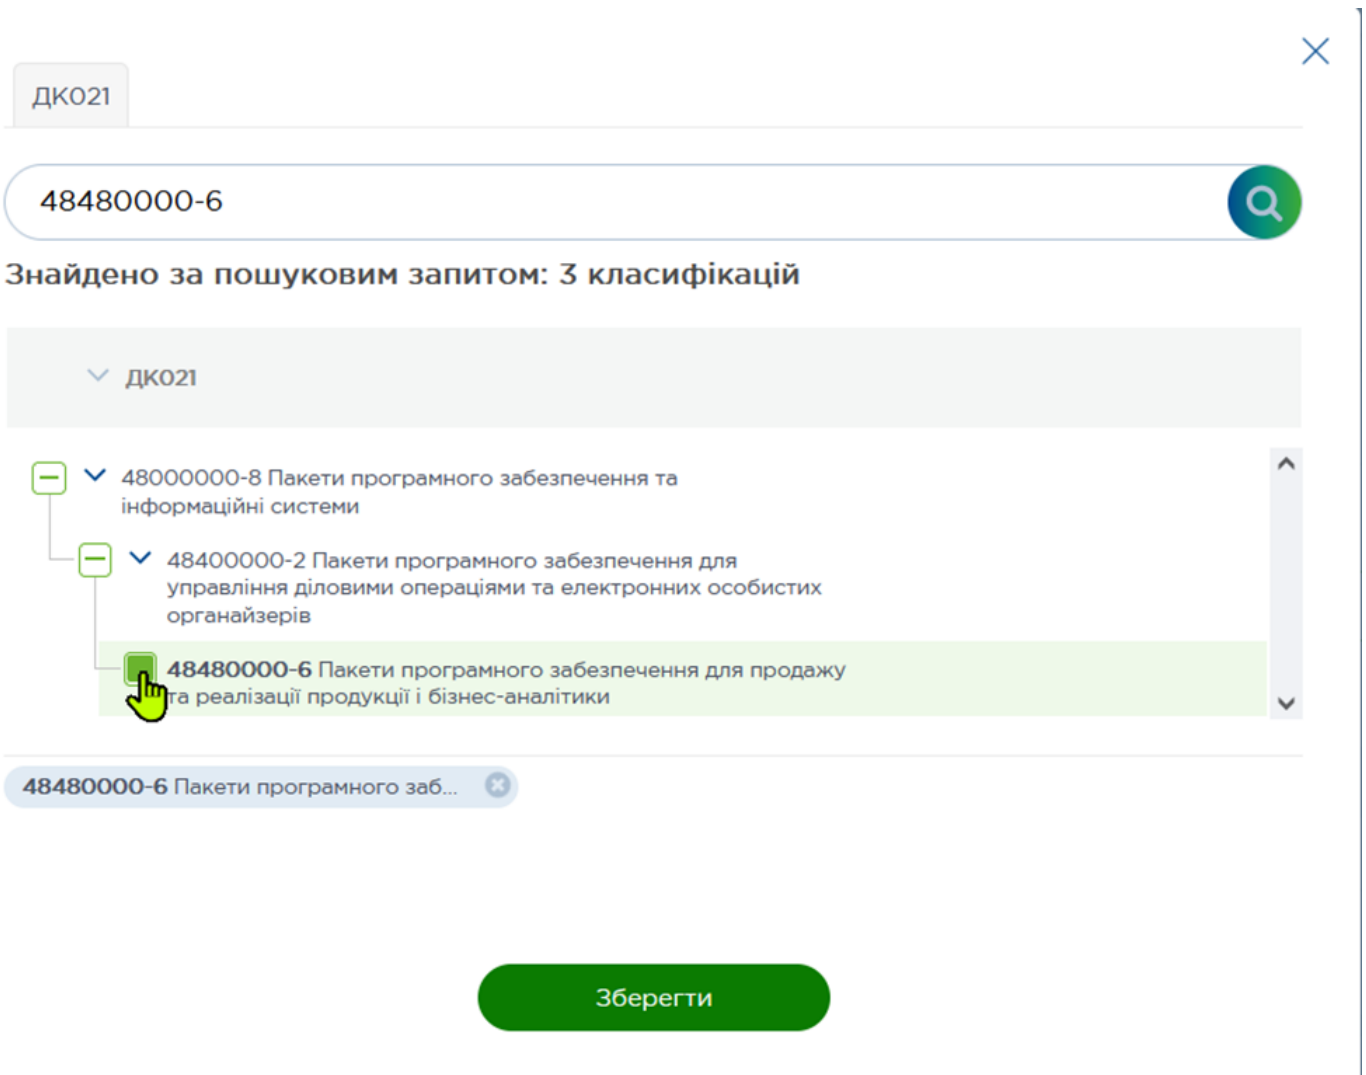 ДК021
48480000-6
Знайдено за пошуковим запитом: 3 класифікацій
ДК021
48000000-8 Пакети програмного забезпечення та
інформаційні системи
48400000-2 Пакети програмного забезпечення для
управління діловими операціями та електронних особистих
органайзерів
48480000-6 Пакети програмного забезпечення для продажу
та реалізації продукції і бізнес-аналітики
48480000-6 Пакети програмного заб...
Зберегти